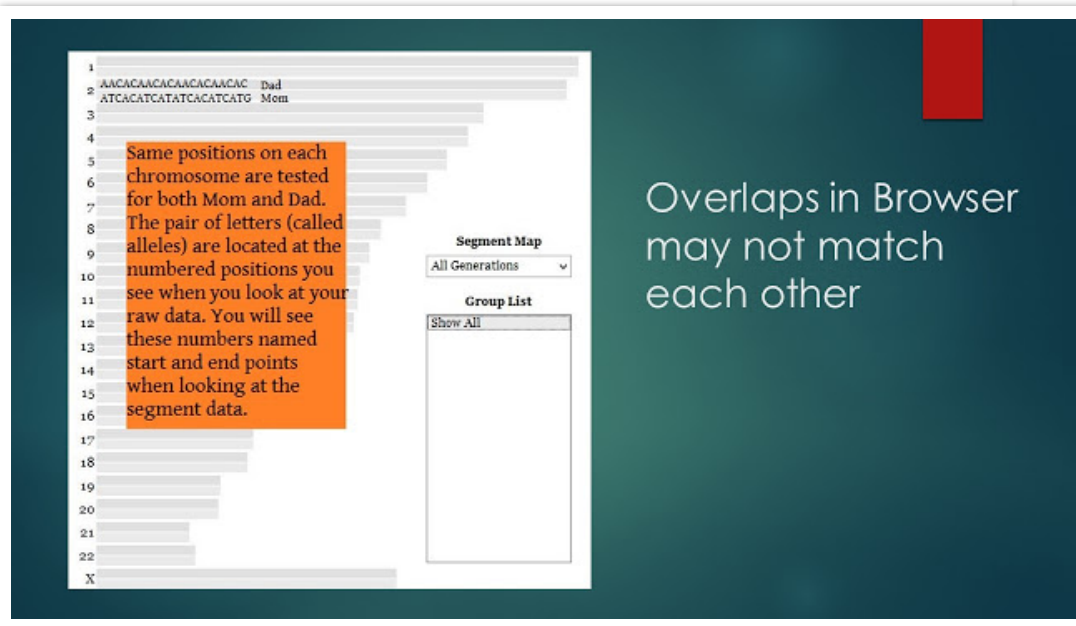 1
AACACAACACAACACAACAC Dad
2
ATCACATCATATCACATCATG Mom
3
4
5
6
7
8
9
10
11
12
13
14
15
16
17
18
19
20
21
22
X
Same positions on each
chromosome are tested
for both Mom and Dad.
The pair of letters (called
alleles) are located at the
numbered positions you
see when you look at your
raw data. You will see
these numbers named
start and end points
when looking at the
segment data.
Segment Map
All Generations
Group List
Show All
Overlaps in Browser
may not match
each other